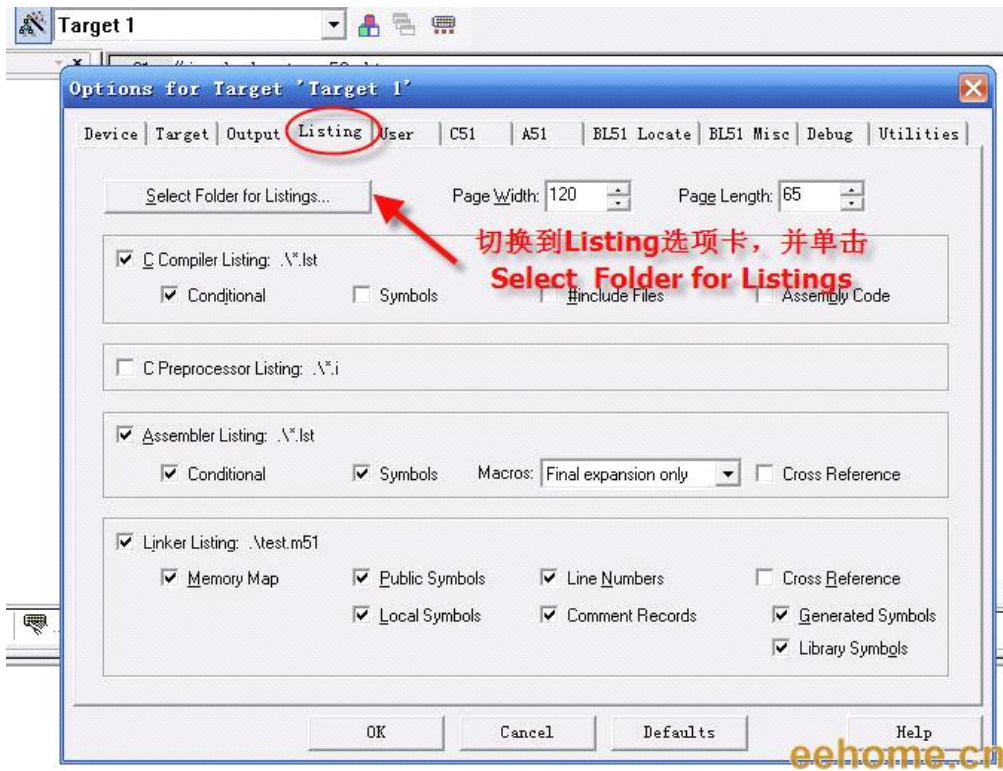 Target 1
Options for Target 'Target 1'
Device Target Output Listing User C51 A51 BL51 Locate BL51 Misc Debug Utilities
Select Folder for Listings... Page Width: 120 Page Length: 65
切换到Listing选项卡，并单击
Select Folder for Listings
C Compiler Listing: .\*.lst
Conditional Symbols #include Files Assembly Code
C Preprocessor Listing: .\*.i
Assembler Listing: .\*.lst
Conditional Symbols Macros: Final expansion only Cross Reference
Linker Listing: .\test.m51
Memory Map Public Symbols Line Numbers Cross Reference
Local Symbols Comment Records Generated Symbols
Library Symbols
OK Cancel Defaults Help
eehome.cn